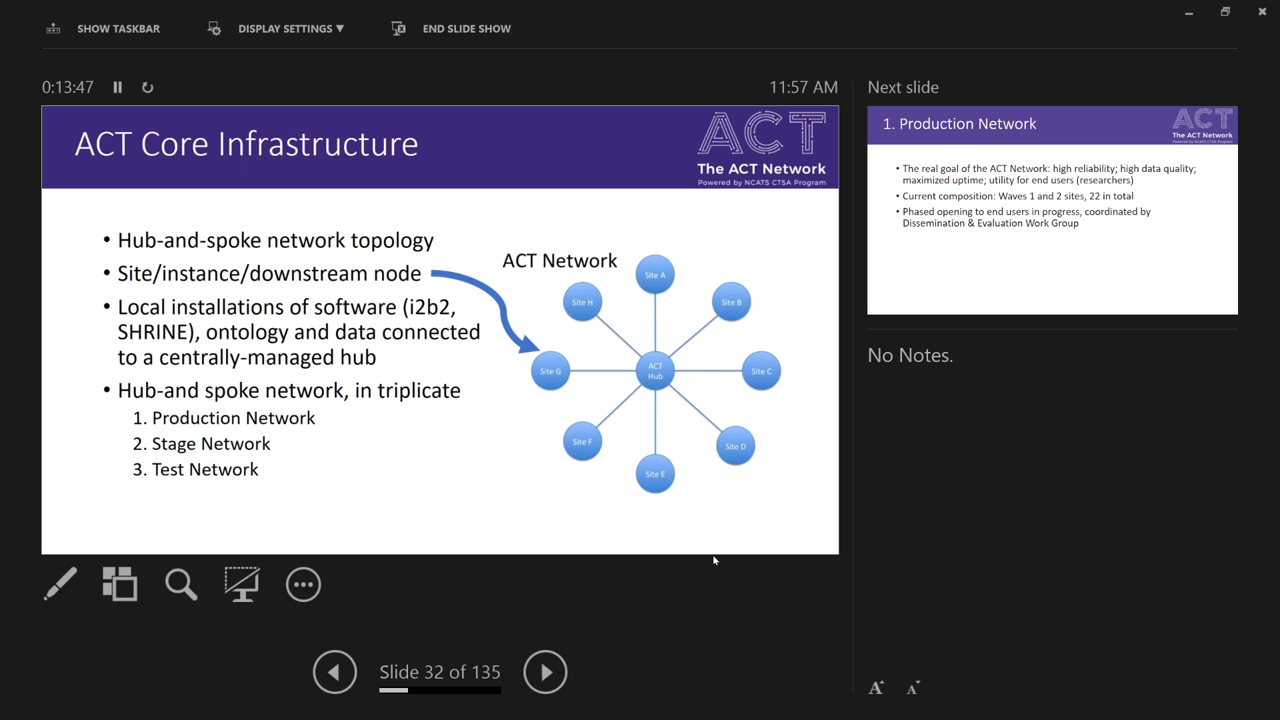 SHOW TASKBAR
DISPLAY SETTINGS ▼
END SLIDE SHOW
0:13:47
11:57 AM
ACT Core Infrastructure
ACT
The ACT Network
Powered by NCATS CTSA Program
• Hub-and-spoke network topology
• Site/instance/downstream node
• Local installations of software (i2b2,
SHRINE), ontology and data connected
to a centrally-managed hub
• Hub-and spoke network, in triplicate
1. Production Network
2. Stage Network
3. Test Network
ACT Network
Site A
Site H
Site B
Site G
ACT
Hub
Site C
Site F
Site D
Site E
Slide 32 of 135
Next slide
1. Production Network
ACT
The ACT Network
Powered by NCATS CTSA Program
• The real goal of the ACT Network: high reliability; high data quality;
maximized uptime; utility for end users (researchers)
• Current composition: Waves 1 and 2 sites, 22 in total
• Phased opening to end users in progress, coordinated by
Dissemination & Evaluation Work Group
No Notes.
A A